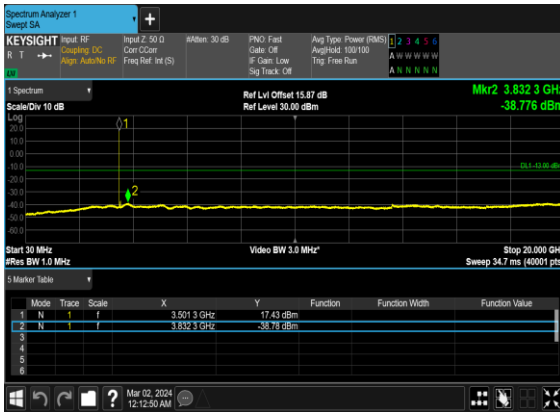 Spectrum Analyzer 1
Swept SA
+
KEYSIGHT Input: RF Input Z: 50 Ω #Atten: 30 dB PNO: Fast Avg Type: Power (RMS) 1 2 3 4 5 6
R T Coupling: DC Corr CCorr Gate: Off Avg|Hold: 100/100 A W W W W W
Align: Auto/No RF Freq Ref: Int (S) IF Gain: Low Trig: Free Run
Sig Track: Off A N N N N N
1 Spectrum Ref Lvl Offset 15.87 dB Mkr2 3.832 3 GHz
Scale/Div 10 dB Ref Level 30.00 dBm -38.776 dBm
Log
20.0
10.0
0.00
-10.0
-20.0
-30.0
-40.0
-50.0
-60.0
1
2
DL1 -13.00 dBm
Start 30 MHz Video BW 3.0 MHz* Stop 20.000 GHz
#Res BW 1.0 MHz Sweep 34.7 ms (40001 pts)
5 Marker Table
Mode Trace Scale X Y Function Function Width Function Value
1 N 1 f 3.501 3 GHz 17.43 dBm
2 N 1 f 3.832 3 GHz -38.78 dBm
3
4
5
6
? Mar 02, 2024
12:12:50 AM